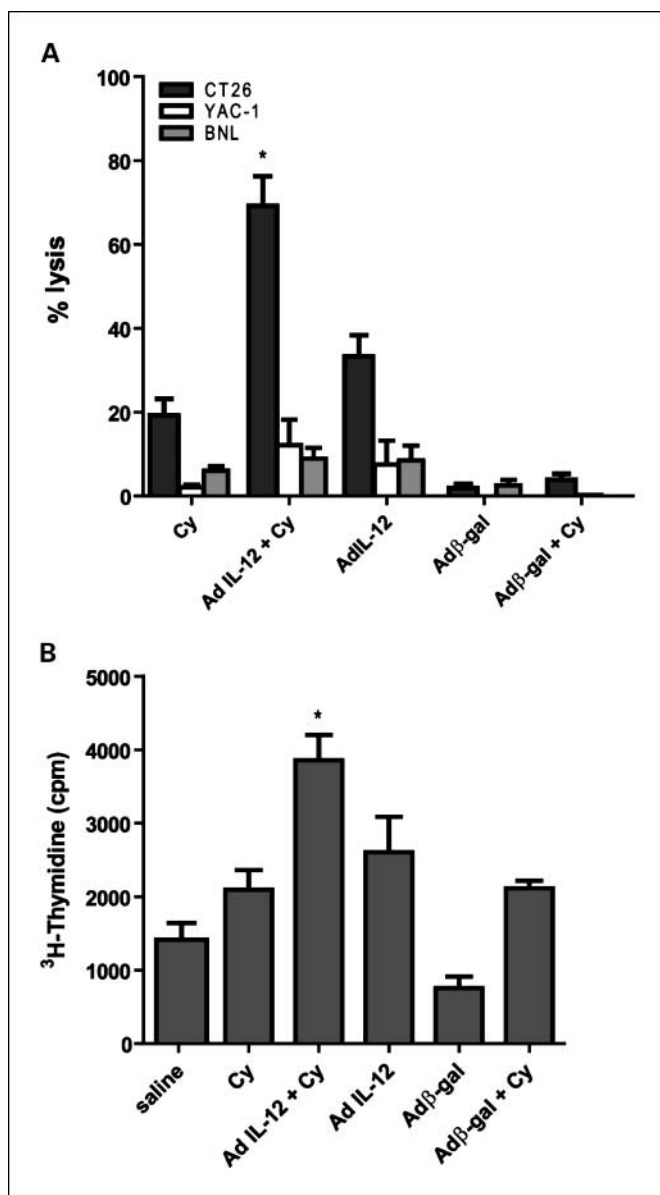 A
100
80
60
40
20
0
% lysis
CT26
YAC-1
BNL
*
Cy
Ad IL-12 + Cy
AdIL-12
Adβ-gal
Adβ-gal + Cy
B
5000
4000
3000
2000
1000
0
³H-Thymidine (cpm)
*
saline
Cy
Ad IL-12 + Cy
Ad IL-12
Adβ-gal
Adβ-gal + Cy